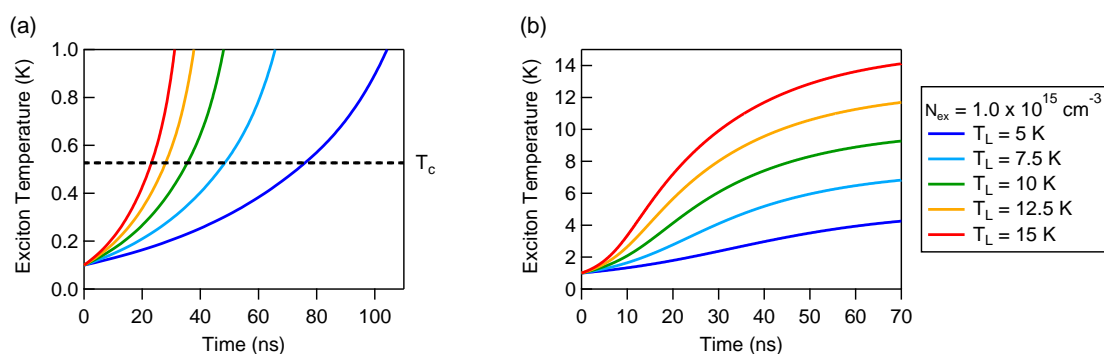 (a)
1.0
0.8
0.6
0.4
0.2
0.0
Exciton Temperature (K)
0
20
40
60
80
100
Time (ns)
T_c
(b)
14
12
10
8
6
4
2
0
Exciton Temperature (K)
0
10
20
30
40
50
60
70
Time (ns)
N_ex = 1.0 x 10^15 cm^-3
T_L = 5 K
T_L = 7.5 K
T_L = 10 K
T_L = 12.5 K
T_L = 15 K